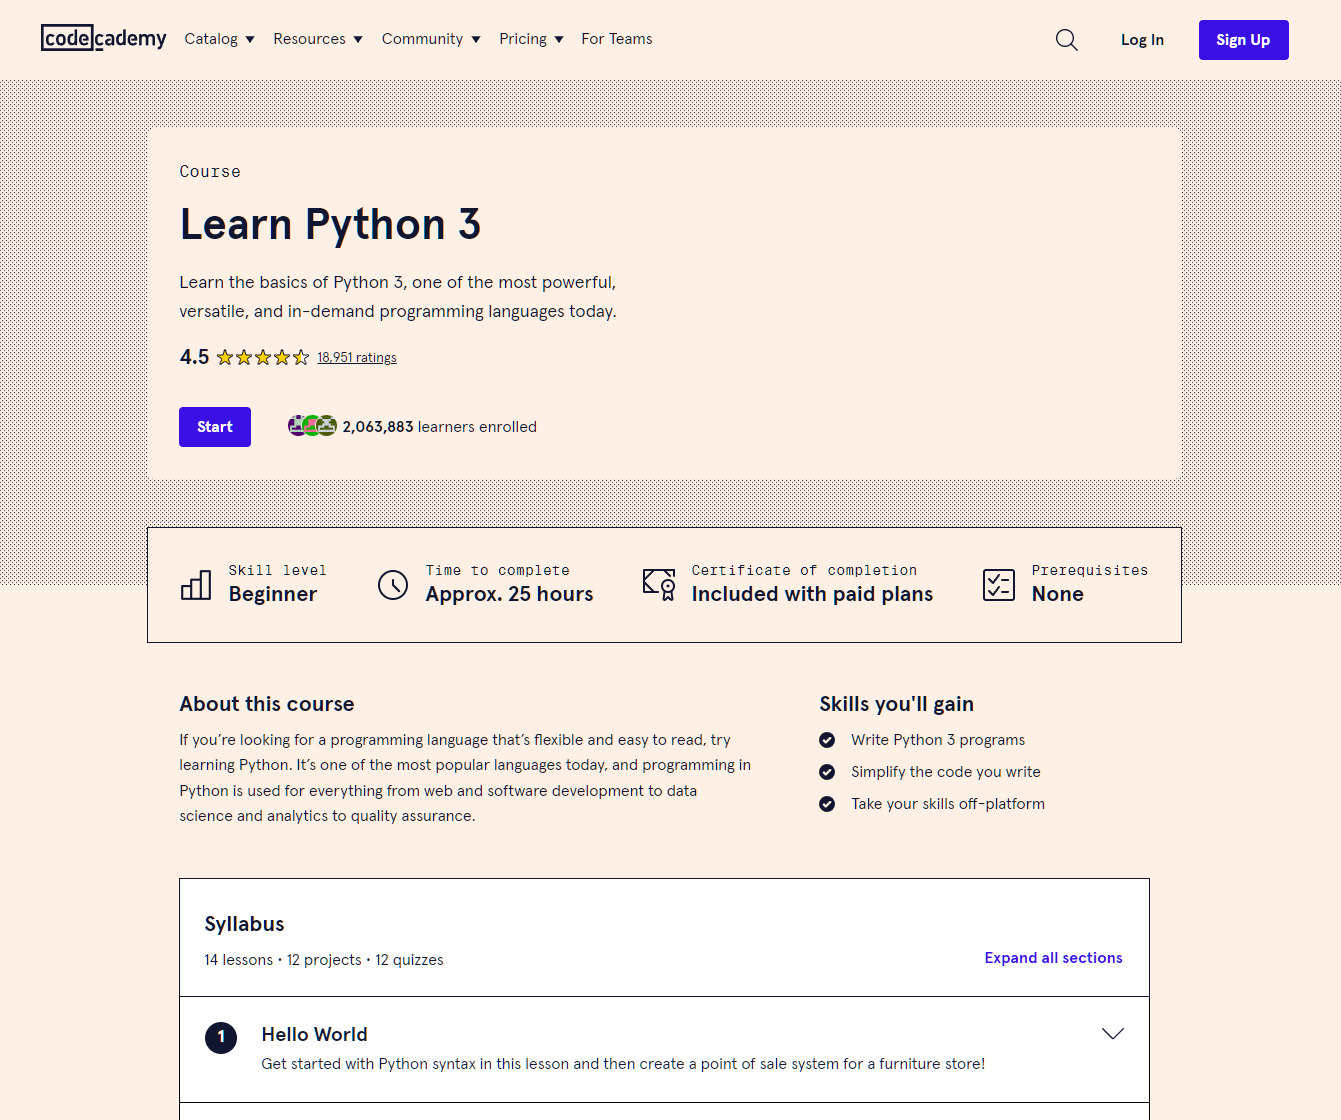 codecademy Catalog Resources Community Pricing For Teams Log In Sign Up
Course
Learn Python 3
Learn the basics of Python 3, one of the most powerful,
versatile, and in-demand programming languages today.
4.5 18,951 ratings
Start 2,063,883 learners enrolled
Skill level
Beginner
Time to complete
Approx. 25 hours
Certificate of completion
Included with paid plans
Prerequisites
None
About this course
If you’re looking for a programming language that’s flexible and easy to read, try
learning Python. It’s one of the most popular languages today, and programming in
Python is used for everything from web and software development to data
science and analytics to quality assurance.
Skills you'll gain
Write Python 3 programs
Simplify the code you write
Take your skills off-platform
Syllabus
14 lessons • 12 projects • 12 quizzes
Expand all sections
1 Hello World
Get started with Python syntax in this lesson and then create a point of sale system for a furniture store!